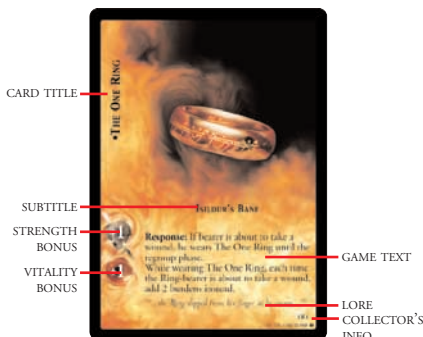 •THE ONE RING
CARD TITLE
SUBTITLE
ISILDUR'S BANE
STRENGTH
BONUS
VITALITY
BONUS
Response: If bearer is about to take a
wound, he wears The One Ring until the
regroup phase.
While wearing The One Ring, each time
the Ring-bearer is about to take a wound,
add 2 burdens instead.
GAME TEXT
LORE
COLLECTOR'S
INFO